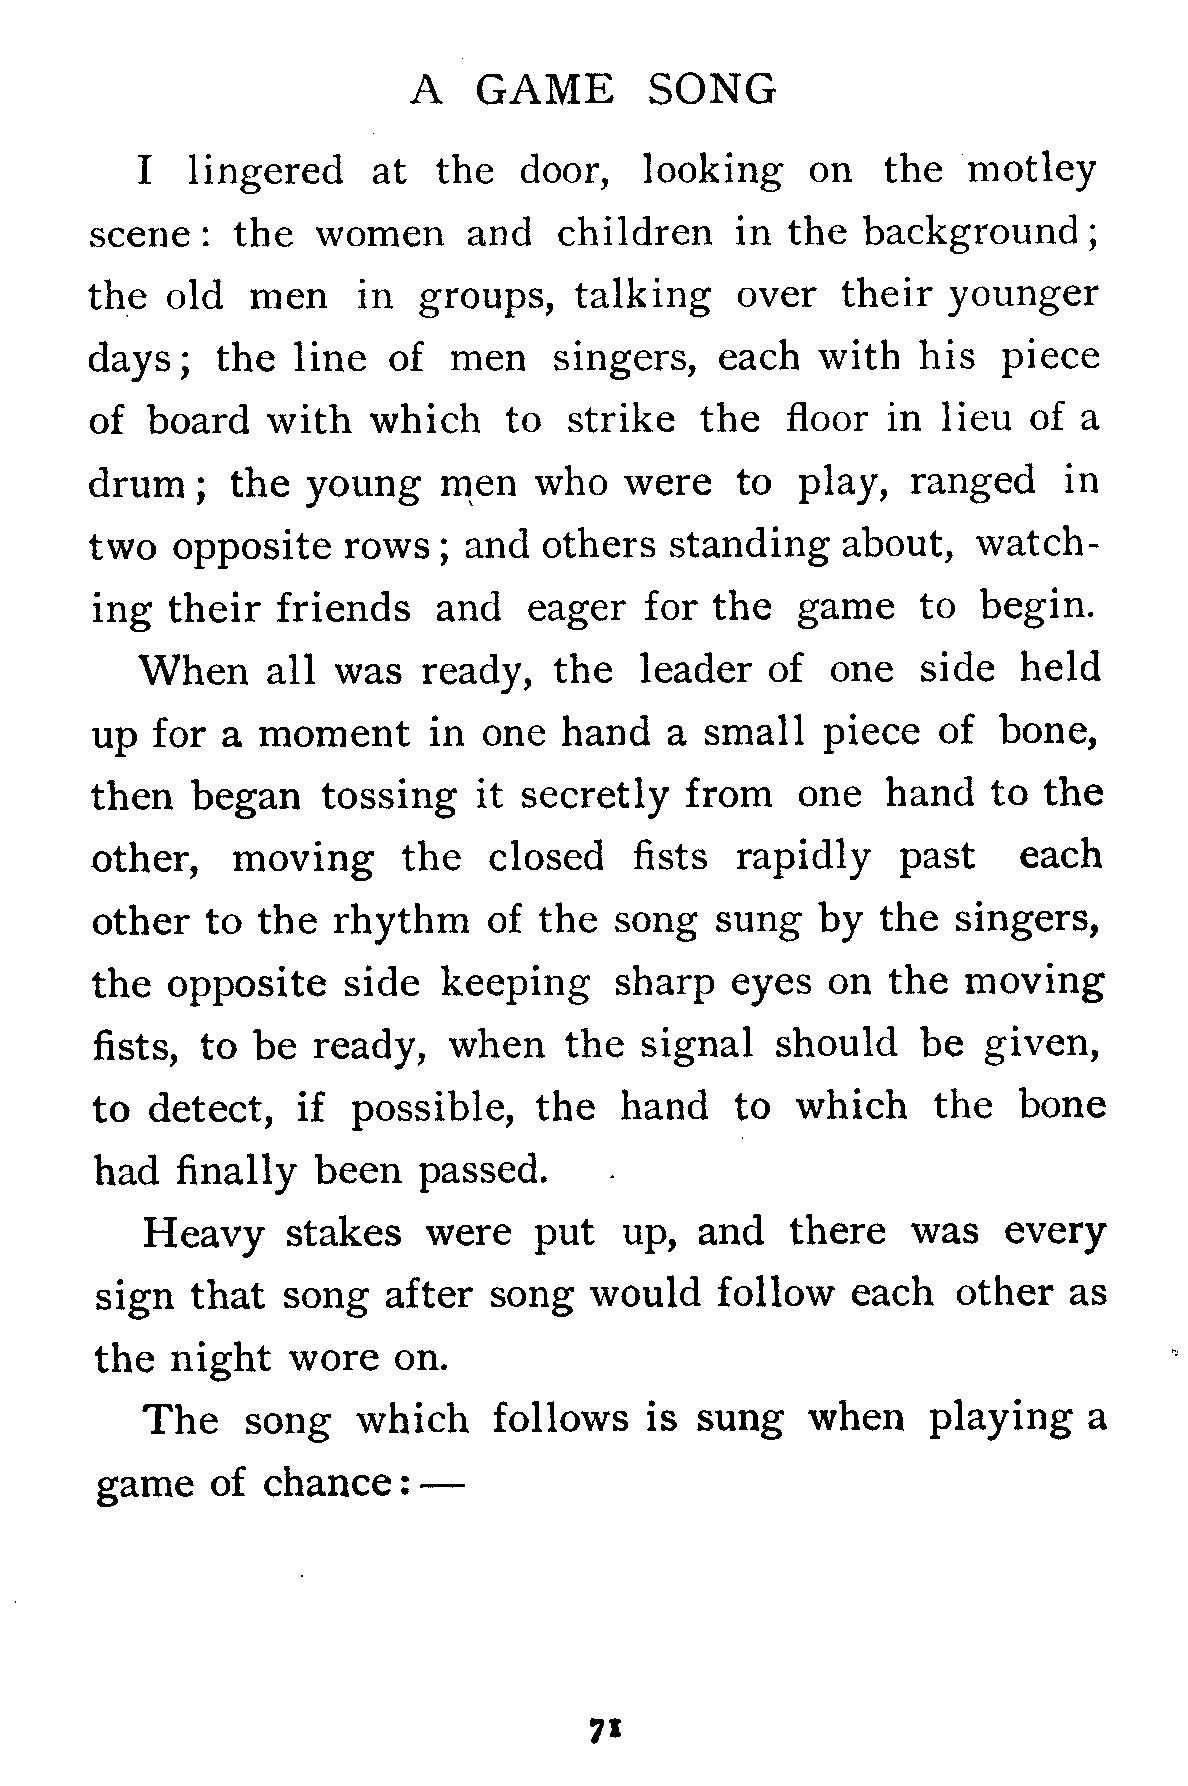 A GAME SONG
I lingered at the door, looking on the motley
scene : the women and children in the background ;
the old men in groups, talking over their younger
days ; the line of men singers, each with his piece
of board with which to strike the floor in lieu of a
drum ; the young men who were to play, ranged in
two opposite rows ; and others standing about, watch-
ing their friends and eager for the game to begin.
When all was ready, the leader of one side held
up for a moment in one hand a small piece of bone,
then began tossing it secretly from one hand to the
other, moving the closed fists rapidly past each
other to the rhythm of the song sung by the singers,
the opposite side keeping sharp eyes on the moving
fists, to be ready, when the signal should be given,
to detect, if possible, the hand to which the bone
had finally been passed.
Heavy stakes were put up, and there was every
sign that song after song would follow each other as
the night wore on.
The song which follows is sung when playing a
game of chance : —
71